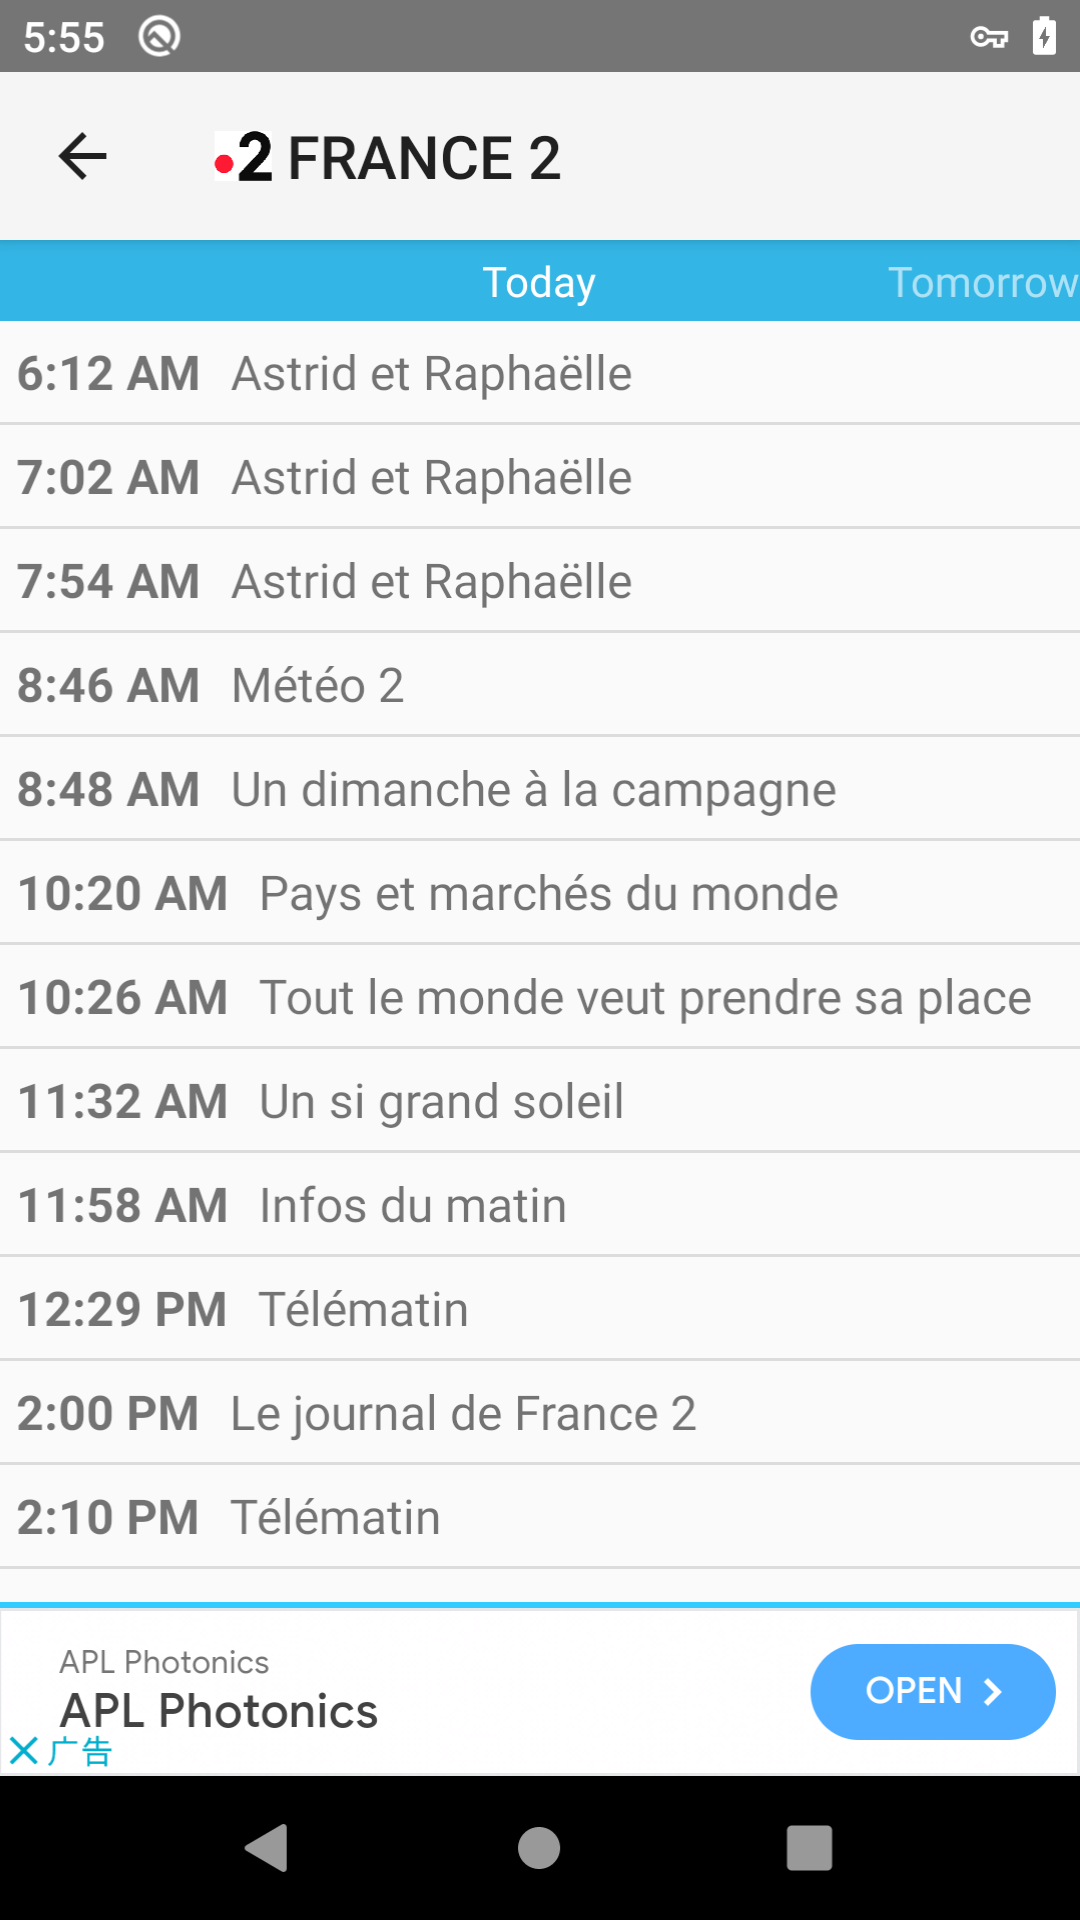 5:55
2 FRANCE 2
Today Tomorrow
6:12 AM Astrid et Raphaëlle
7:02 AM Astrid et Raphaëlle
7:54 AM Astrid et Raphaëlle
8:46 AM Météo 2
8:48 AM Un dimanche à la campagne
10:20 AM Pays et marchés du monde
10:26 AM Tout le monde veut prendre sa place
11:32 AM Un si grand soleil
11:58 AM Infos du matin
12:29 PM Télématin
2:00 PM Le journal de France 2
2:10 PM Télématin
APL Photonics
APL Photonics
OPEN
广告